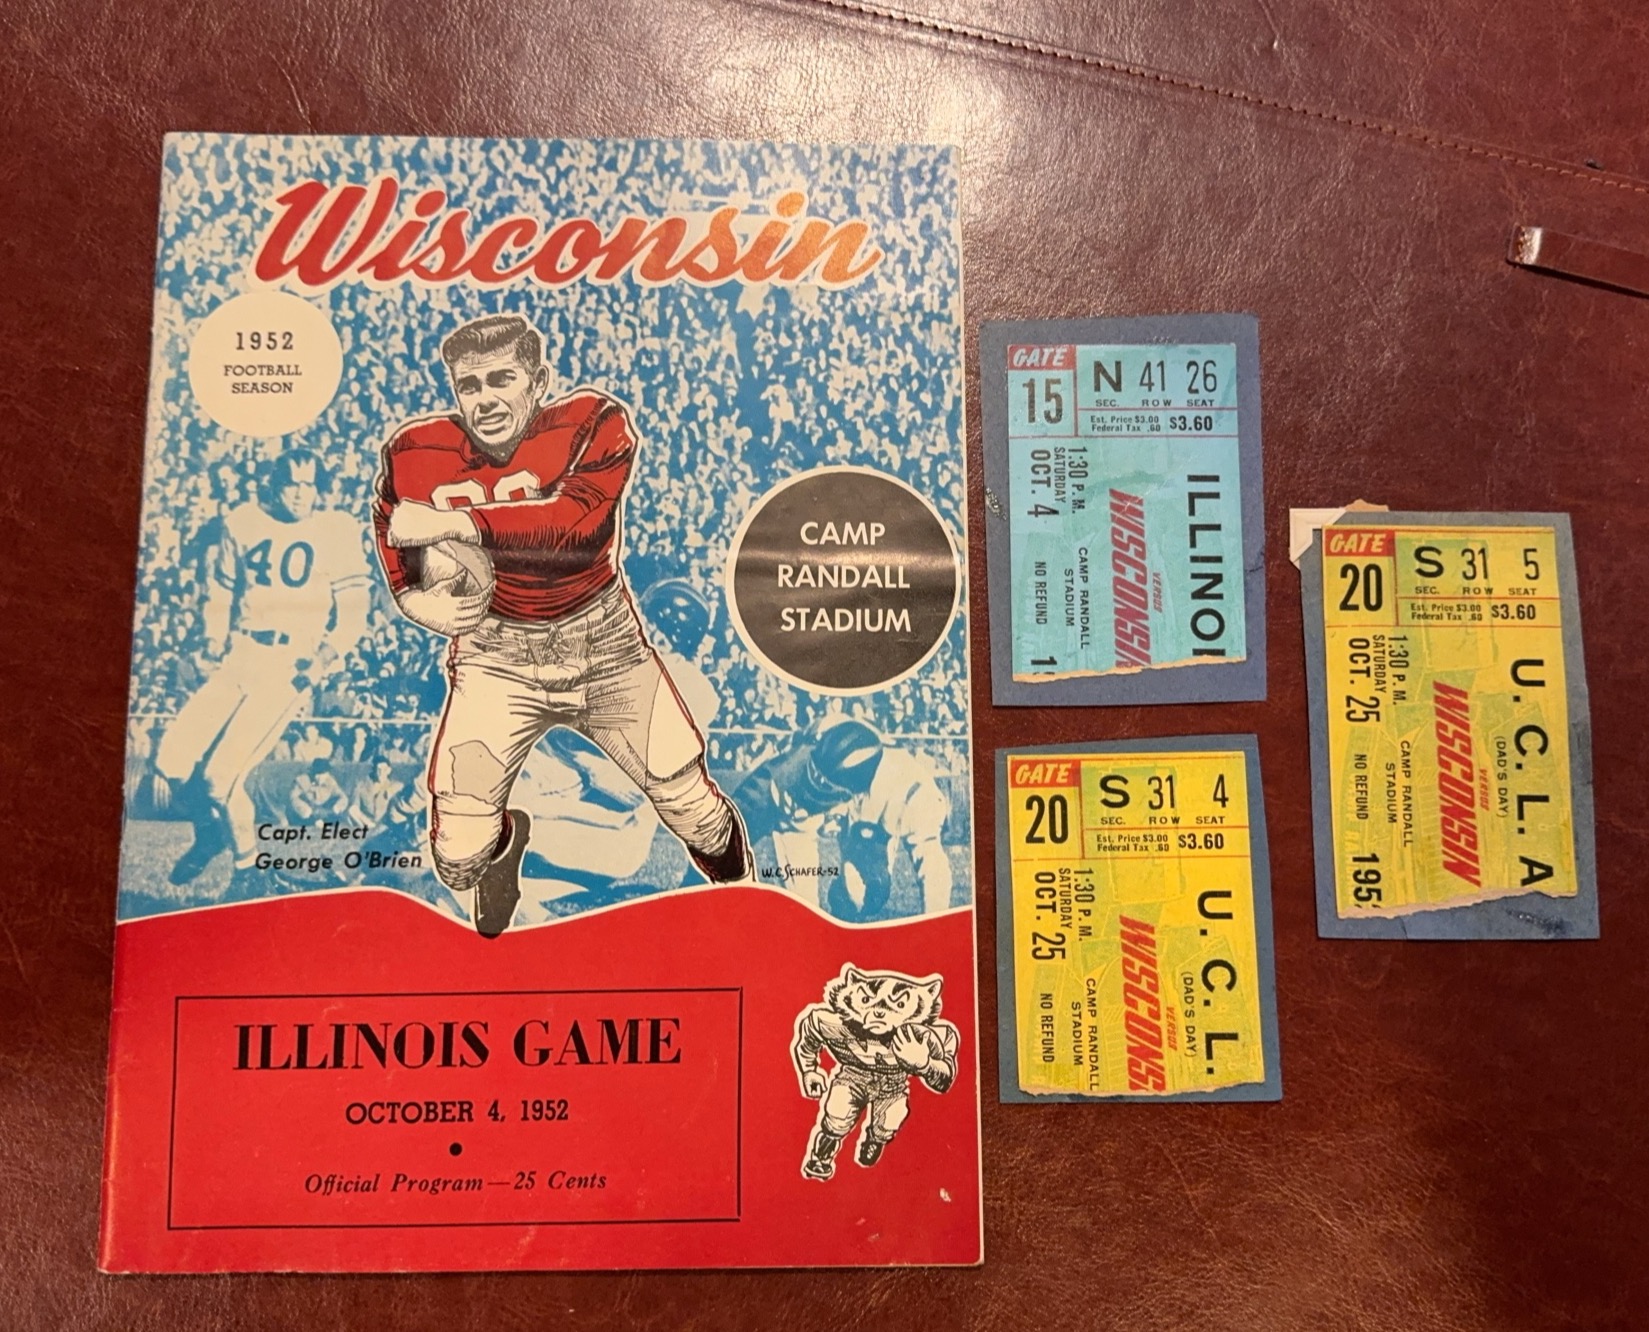 Wisconsin
1952
FOOTBALL
SEASON
40
CAMP
RANDALL
STADIUM
Capt. Elect
George O'Brien
W.C. SCHAFER-52
ILLINOIS GAME
OCTOBER 4, 1952
Official Program—25 Cents
GATE
15
N 41 26
SEC. ROW SEAT
Est. Price $3.00
Federal Tax .60
$3.60
ILLINOI
VERSUS
WISCONSIN
CAMP RANDALL
STADIUM
1:30 P.M.
SATURDAY
OCT. 4
NO REFUND
GATE
20
S 31 4
SEC. ROW SEAT
Est. Price $3.00
Federal Tax .60
$3.60
U. C. L.
(DAD'S DAY)
VERSUS
WISCONS
CAMP RANDALL
STADIUM
1:30 P.M.
SATURDAY
OCT. 25
NO REFUND
GATE
20
S 31 5
SEC. ROW SEAT
Est. Price $3.00
Federal Tax .60
$3.60
U. C. L. A
(DAD'S DAY)
VERSUS
WISCONSIN
CAMP RANDALL
STADIUM
1:30 P.M.
SATURDAY
OCT. 25
NO REFUND
195